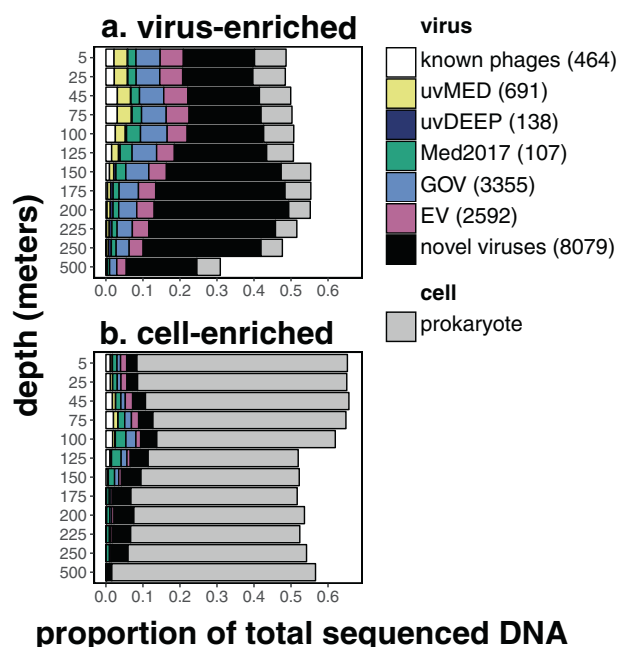 a. virus-enriched
5
25
45
75
100
125
150
175
200
225
250
500
0.0 0.1 0.2 0.3 0.4 0.5 0.6
b. cell-enriched
5
25
45
75
100
125
150
175
200
225
250
500
0.0 0.1 0.2 0.3 0.4 0.5 0.6
depth (meters)
proportion of total sequenced DNA
virus
known phages (464)
uvMED (691)
uvDEEP (138)
Med2017 (107)
GOV (3355)
EV (2592)
novel viruses (8079)
cell
prokaryote